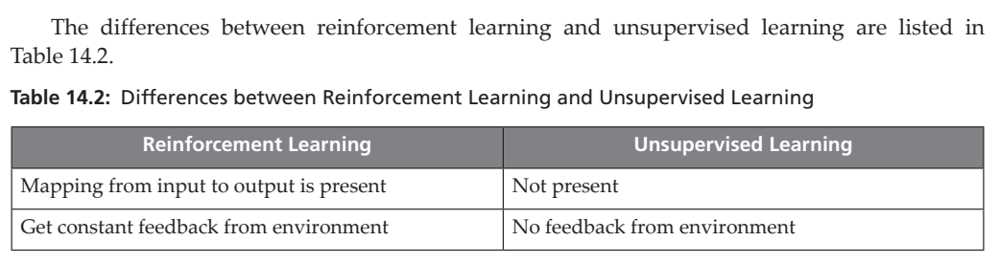 The differences between reinforcement learning and unsupervised learning are listed in
Table 14.2.
Table 14.2: Differences between Reinforcement Learning and Unsupervised Learning
Reinforcement Learning Unsupervised Learning
Mapping from input to output is present Not present
Get constant feedback from environment No feedback from environment